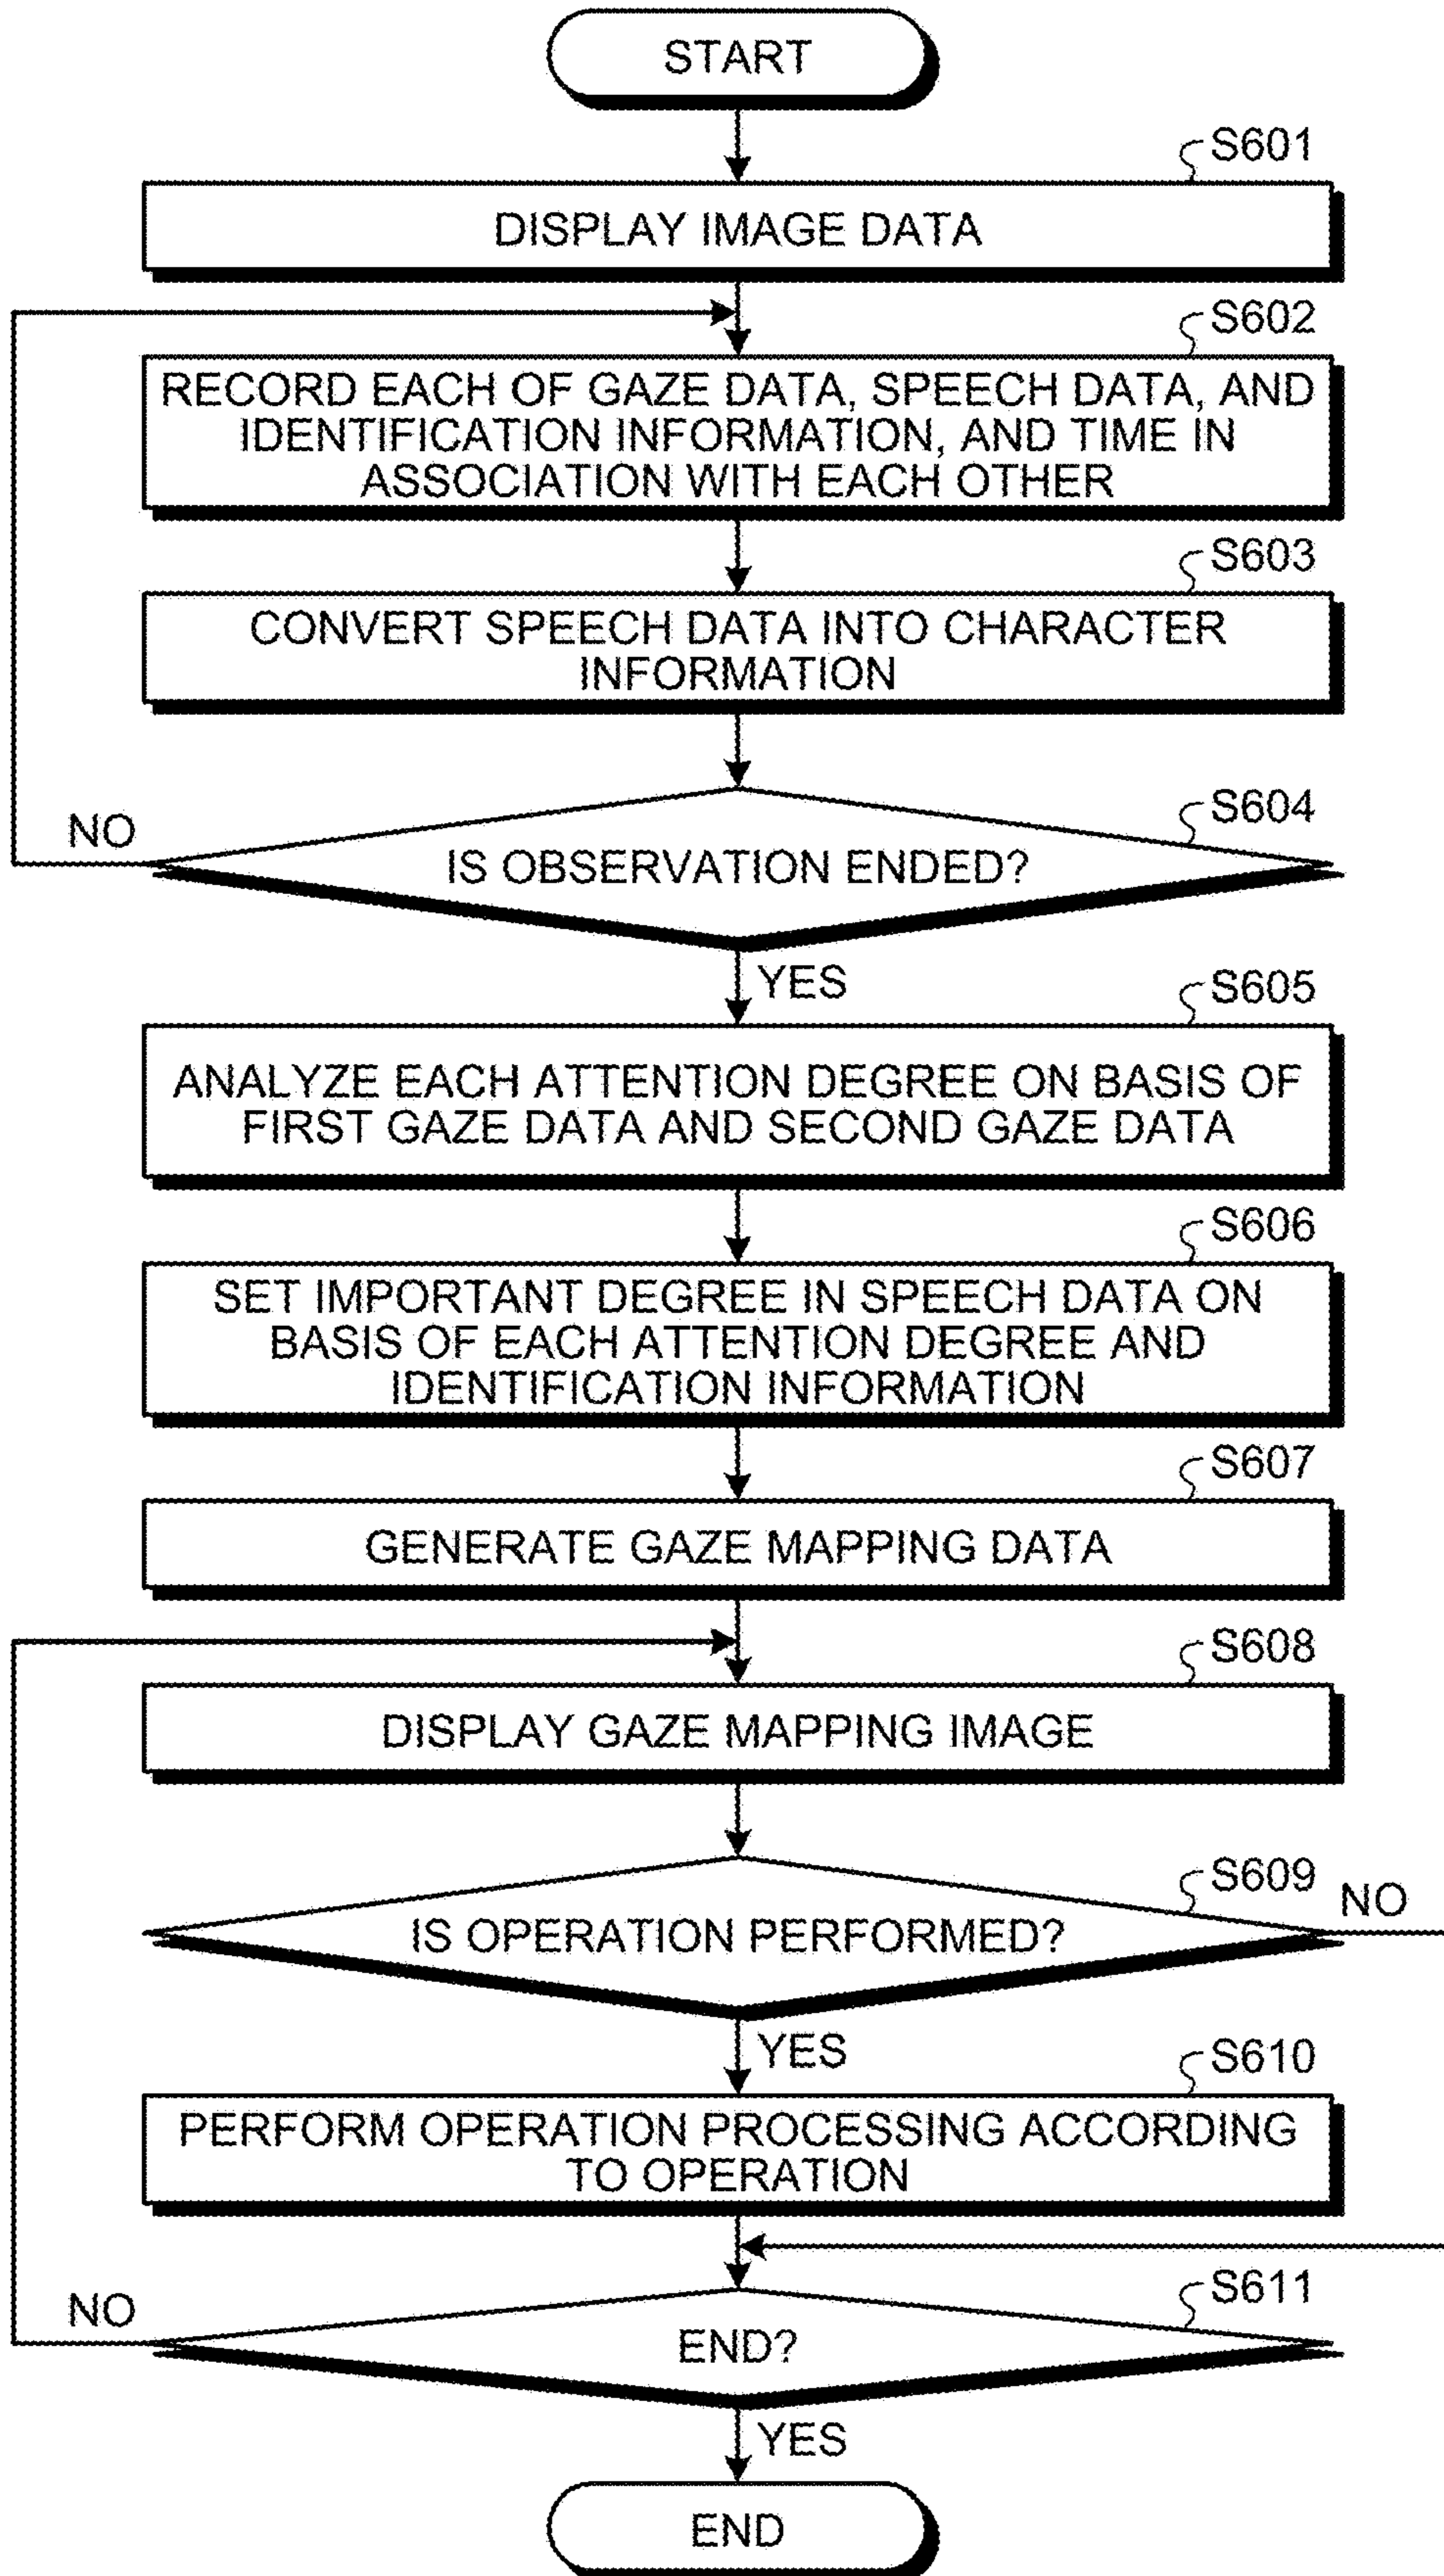 START
S601
DISPLAY IMAGE DATA
S602
RECORD EACH OF GAZE DATA, SPEECH DATA, AND
IDENTIFICATION INFORMATION, AND TIME IN
ASSOCIATION WITH EACH OTHER
S603
CONVERT SPEECH DATA INTO CHARACTER
INFORMATION
S604
NO
IS OBSERVATION ENDED?
YES
S605
ANALYZE EACH ATTENTION DEGREE ON BASIS OF
FIRST GAZE DATA AND SECOND GAZE DATA
S606
SET IMPORTANT DEGREE IN SPEECH DATA ON
BASIS OF EACH ATTENTION DEGREE AND
IDENTIFICATION INFORMATION
S607
GENERATE GAZE MAPPING DATA
S608
DISPLAY GAZE MAPPING IMAGE
S609
NO
IS OPERATION PERFORMED?
YES
S610
PERFORM OPERATION PROCESSING ACCORDING
TO OPERATION
S611
NO
END?
YES
END